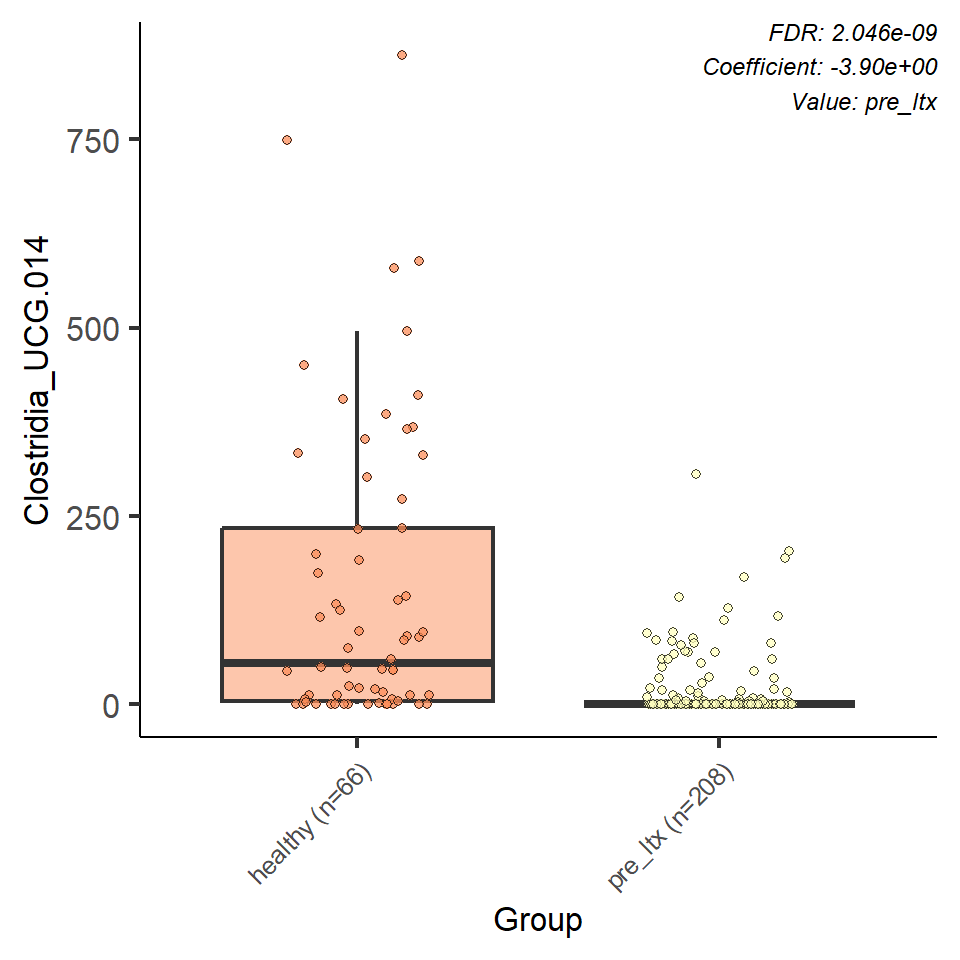 FDR: 2.046e-09
Coefficient: -3.90e+00
Value: pre_ltx
Clostridia_UCG.014
750
500
250
0
healthy (n=66)
pre_ltx (n=208)
Group